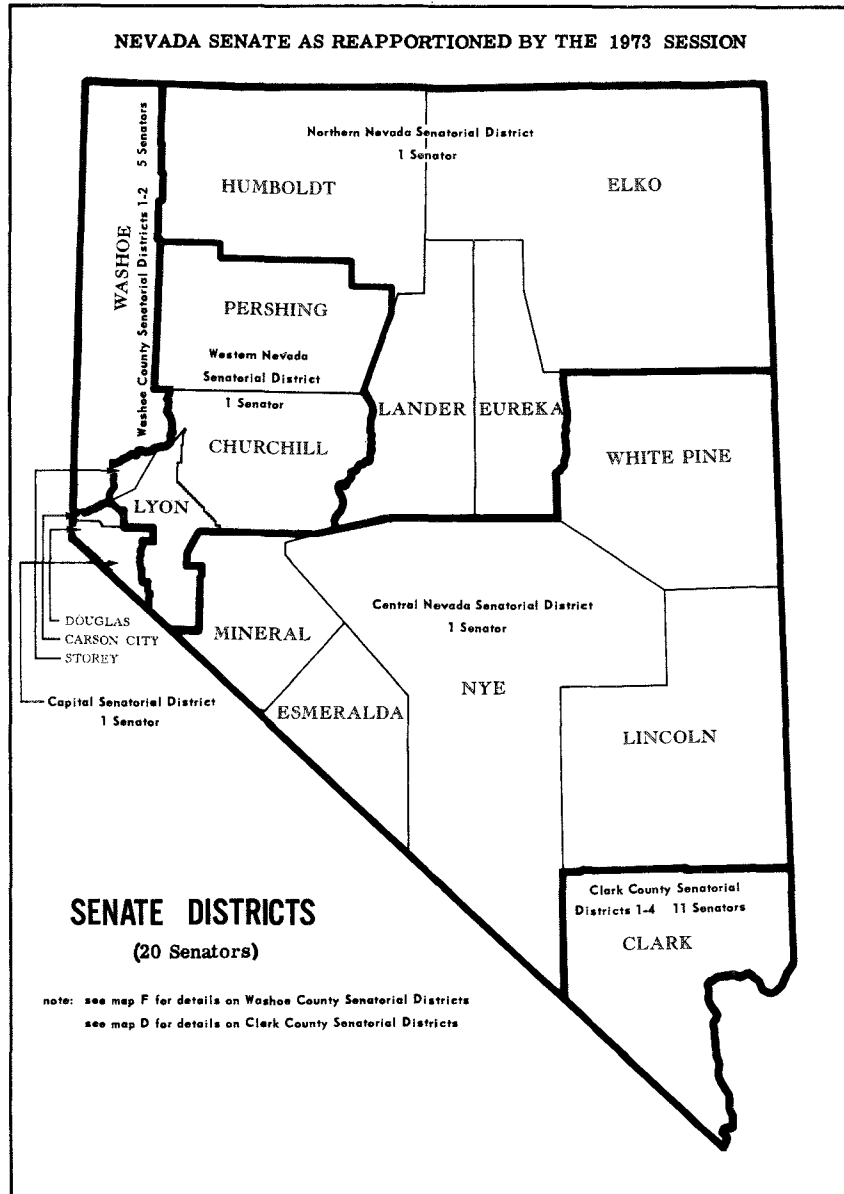 NEVADA SENATE AS REAPPORTIONED BY THE 1973 SESSION
WASHOE
Washoe County Senatorial Districts 1-2 5 Senators
Northern Nevada Senatorial District
1 Senator
HUMBOLDT
ELKO
PERSHING
Western Nevada
Senatorial District
1 Senator
LANDER
EUREKA
CHURCHILL
WHITE PINE
LYON
Central Nevada Senatorial District
1 Senator
DOUGLAS
CARSON CITY
STOREY
MINERAL
NYE
Capital Senatorial District
1 Senator
ESMERALDA
LINCOLN
SENATE DISTRICTS
(20 Senators)
Clark County Senatorial
Districts 1-4 11 Senators
CLARK
note: see map F for details on Washoe County Senatorial Districts
see map D for details on Clark County Senatorial Districts